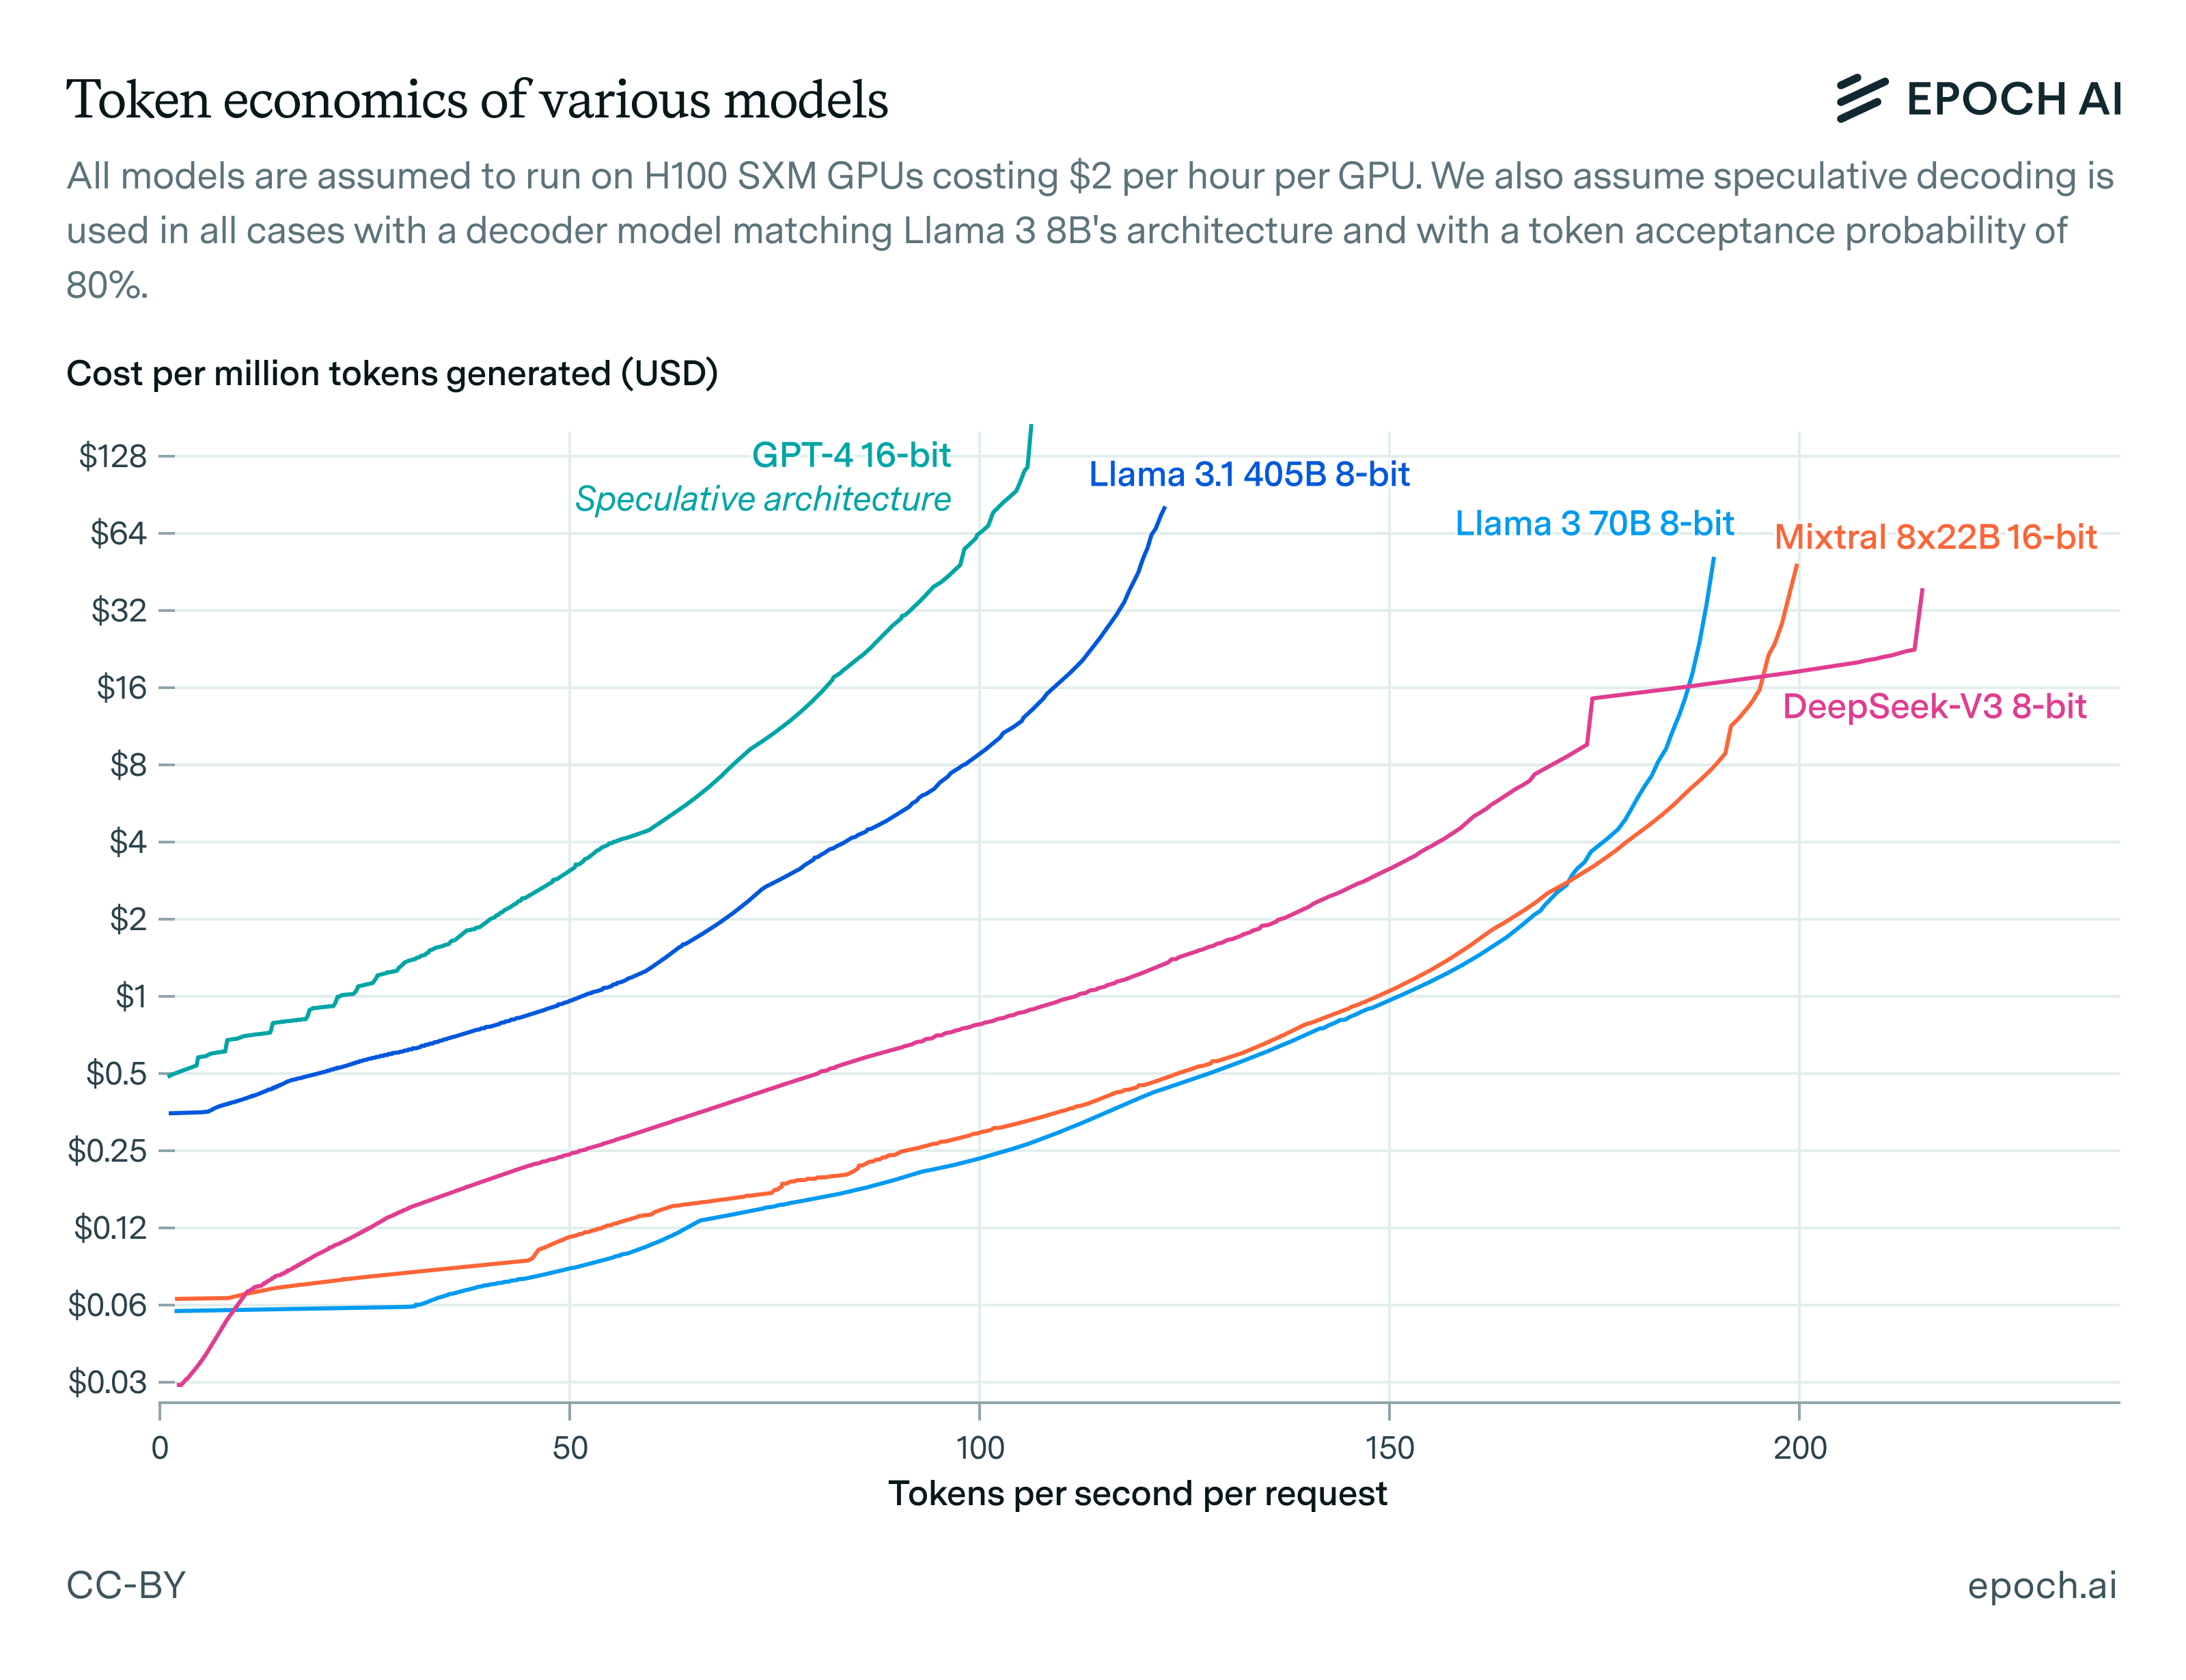 Token economics of various models
EPOCH AI
All models are assumed to run on H100 SXM GPUs costing $2 per hour per GPU. We also assume speculative decoding is
used in all cases with a decoder model matching Llama 3 8B's architecture and with a token acceptance probability of
80%.
Cost per million tokens generated (USD)
$128
$64
$32
$16
$8
$4
$2
$1
$0.5
$0.25
$0.12
$0.06
$0.03
GPT-4 16-bit
Speculative architecture
Llama 3.1 405B 8-bit
Llama 3 70B 8-bit
Mixtral 8x22B 16-bit
DeepSeek-V3 8-bit
0
50
100
150
200
Tokens per second per request
CC-BY
epoch.ai